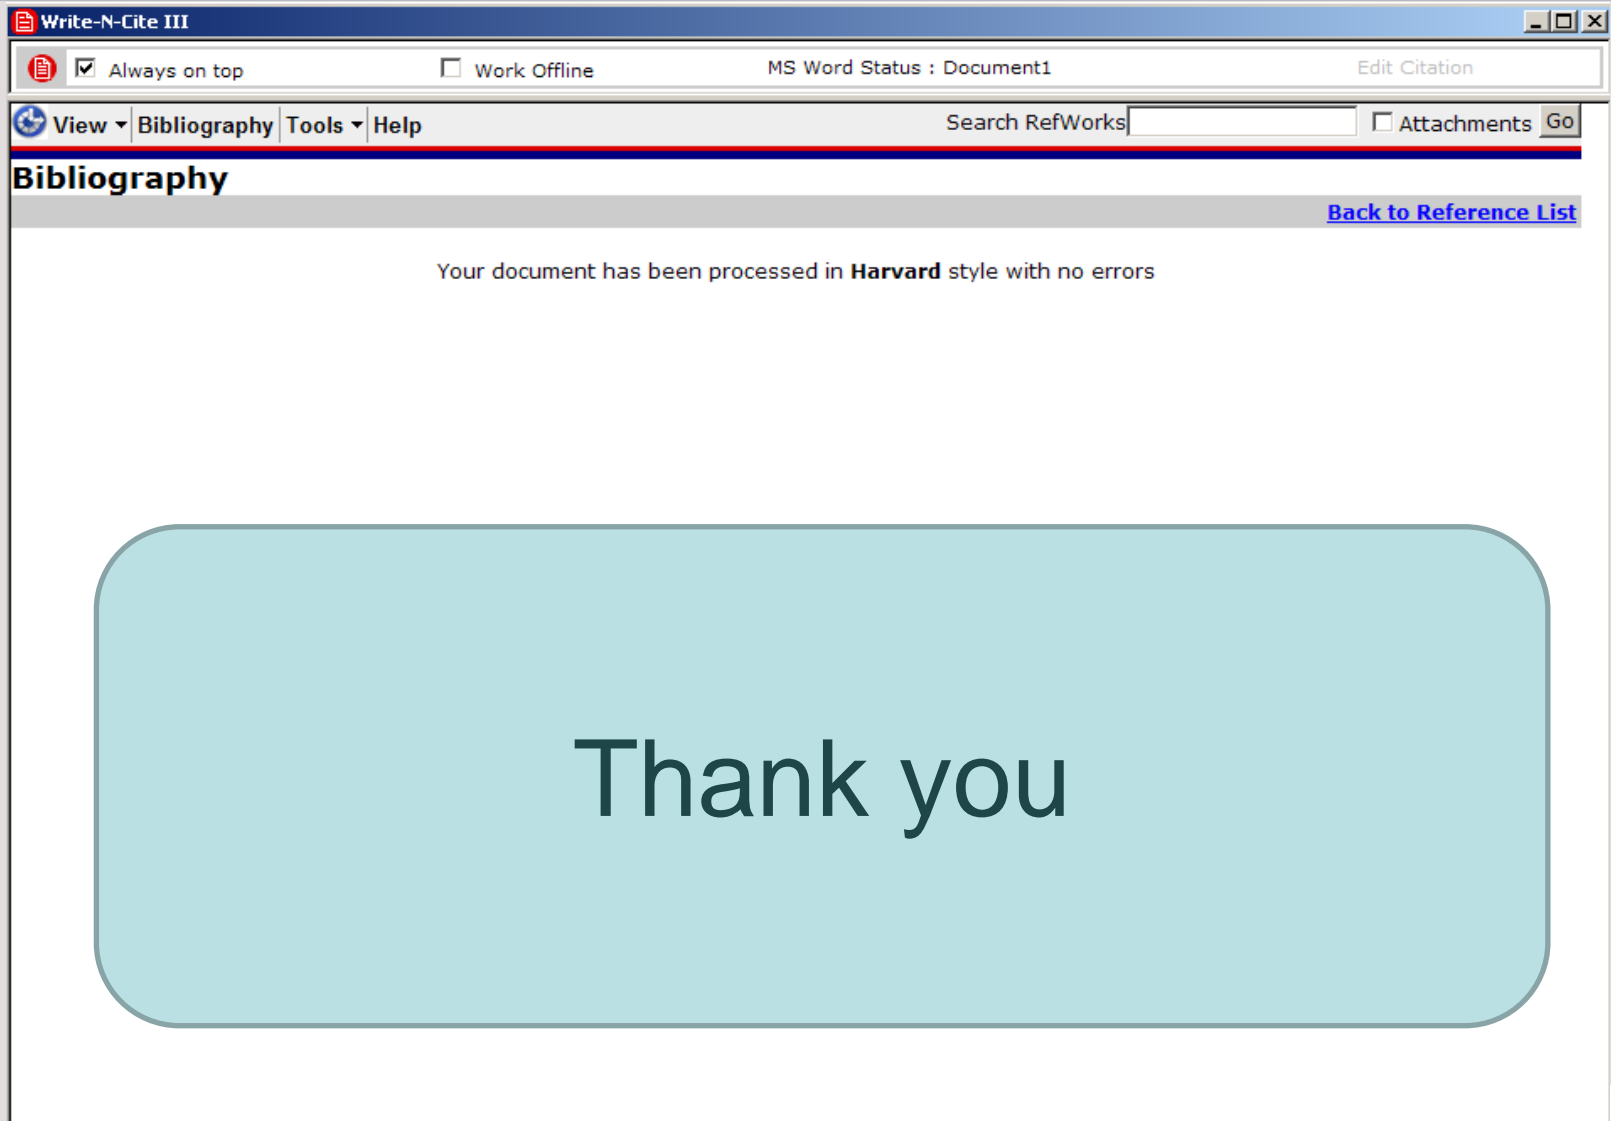 Write-N-Cite III
Always on top Work Offline MS Word Status : Document1 Edit Citation
View Bibliography Tools Help Search RefWorks Attachments Go
Bibliography
Back to Reference List
Your document has been processed in Harvard style with no errors
Thank you